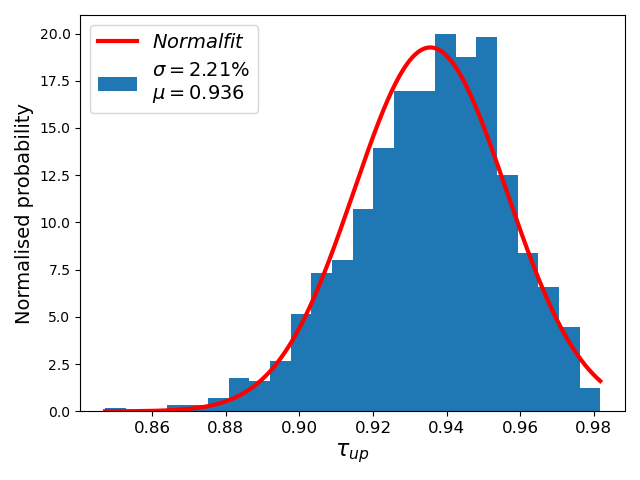 Normalfit
σ = 2.21%
μ = 0.936
20.0
17.5
15.0
12.5
10.0
7.5
5.0
2.5
0.0
Normalised probability
0.86 0.88 0.90 0.92 0.94 0.96 0.98
τup